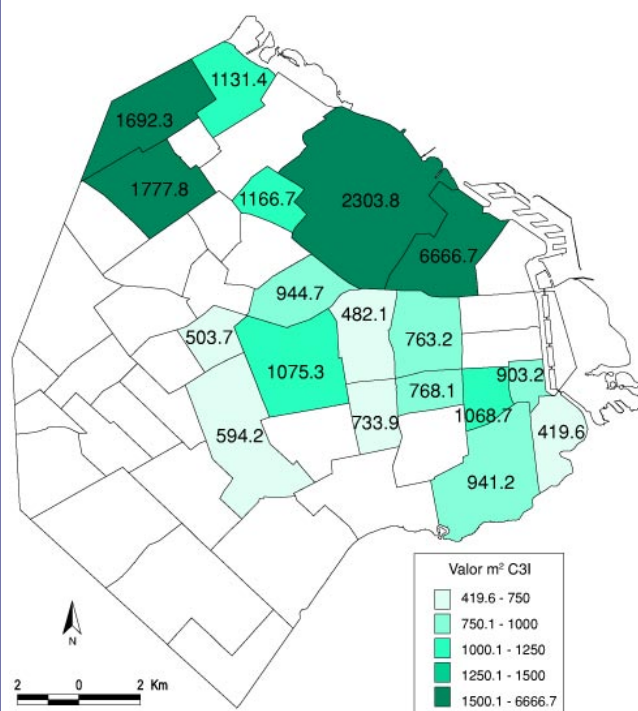 1131.4
1692.3
1777.8
1166.7
2303.8
6666.7
944.7
482.1
503.7
763.2
1075.3
903.2
768.1
733.9
1068.7
594.2
419.6
941.2
Valor m² C3I
419.6 - 750
750.1 - 1000
1000.1 - 1250
1250.1 - 1500
1500.1 - 6666.7
N
2 0 2 Km